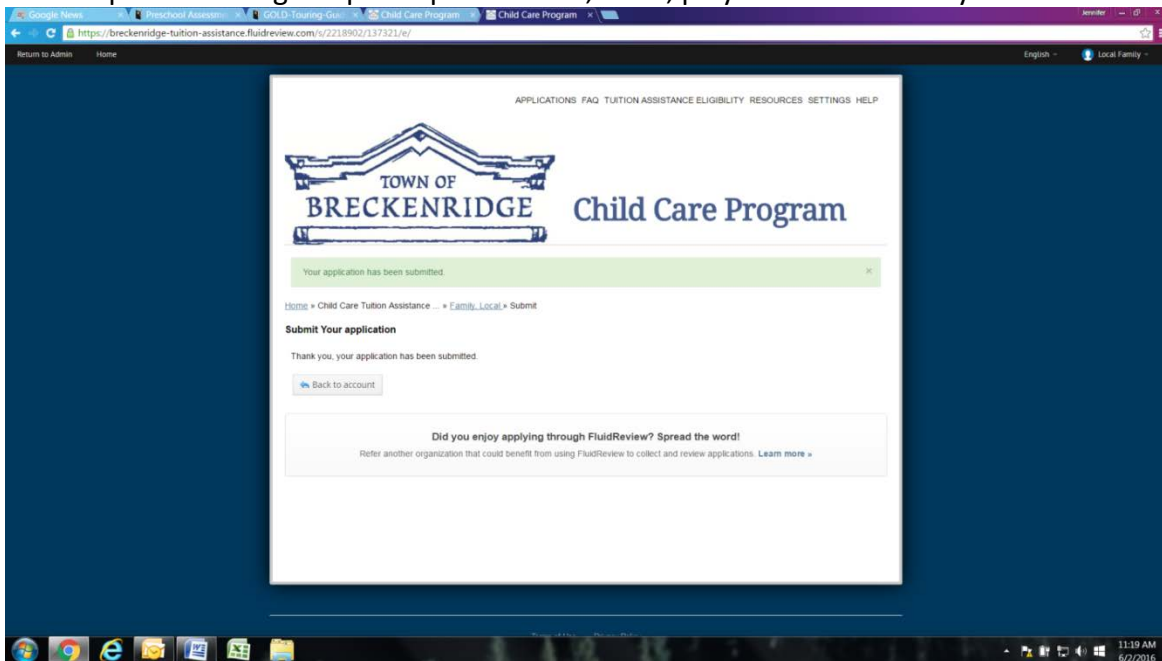 Google News
Preschool Assessme
GOLD-Touring-Gui
Child Care Program
Child Care Program
Jennifer
https://breckenridge-tuition-assistance.fluidreview.com/s/2218902/137321/e/
Return to Admin Home
English
Local Family
APPLICATIONS FAQ TUITION ASSISTANCE ELIGIBILITY RESOURCES SETTINGS HELP
TOWN OF
BRECKENRIDGE
Child Care Program
Your application has been submitted.
Home » Child Care Tuition Assistance ... » Family, Local » Submit
Submit Your application
Thank you, your application has been submitted.
Back to account
Did you enjoy applying through FluidReview? Spread the word!
Refer another organization that could benefit from using FluidReview to collect and review applications. Learn more »
11:19 AM
6/2/2016